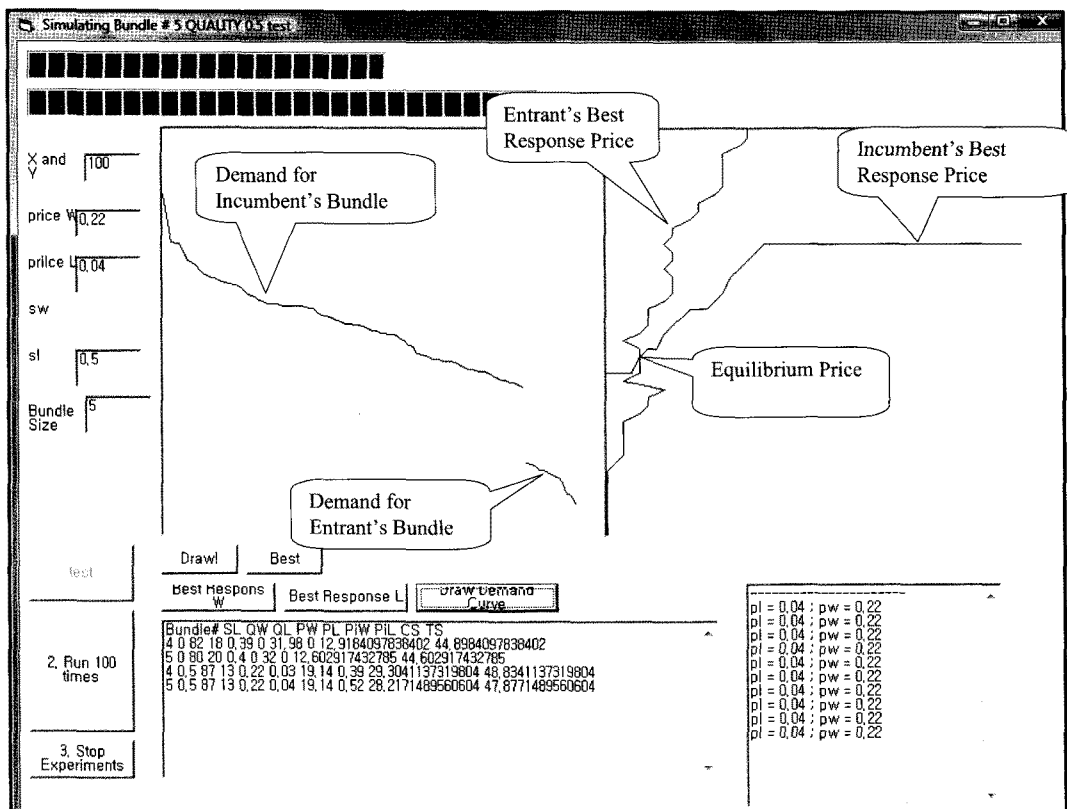 Simulating Bundle # 5 QUALITY 0.5 test
Entrant's Best
Response Price
Incumbent's Best
Response Price
X and
Y
100
Demand for
Incumbent's Bundle
price W
0,22
prilce L
0,04
sw
sl
0,5
Equilibrium Price
Bundle
Size
5
Demand for
Entrant's Bundle
test
Drawl
Best
Best Respons
W
Best Response L
Draw Demand
Curve
2, Run 100
times
3, Stop
Experiments
Bundle# SL QW QL PW PL PiW PiL CS TS
4 0 82 18 0,39 0 31,98 0 12,9184097838402 44,8984097838402
5 0 80 20 0,4 0 32 0 12,602917432785 44,602917432785
4 0,5 87 13 0,22 0,03 19,14 0,39 29,3041137319804 48,8341137319804
5 0,5 87 13 0,22 0,04 19,14 0,52 28,2171489560604 47,8771489560604
pl = 0,04 ; pw = 0,22
pl = 0,04 ; pw = 0,22
pl = 0,04 ; pw = 0,22
pl = 0,04 ; pw = 0,22
pl = 0,04 ; pw = 0,22
pl = 0,04 ; pw = 0,22
pl = 0,04 ; pw = 0,22
pl = 0,04 ; pw = 0,22
pl = 0,04 ; pw = 0,22
pl = 0,04 ; pw = 0,22